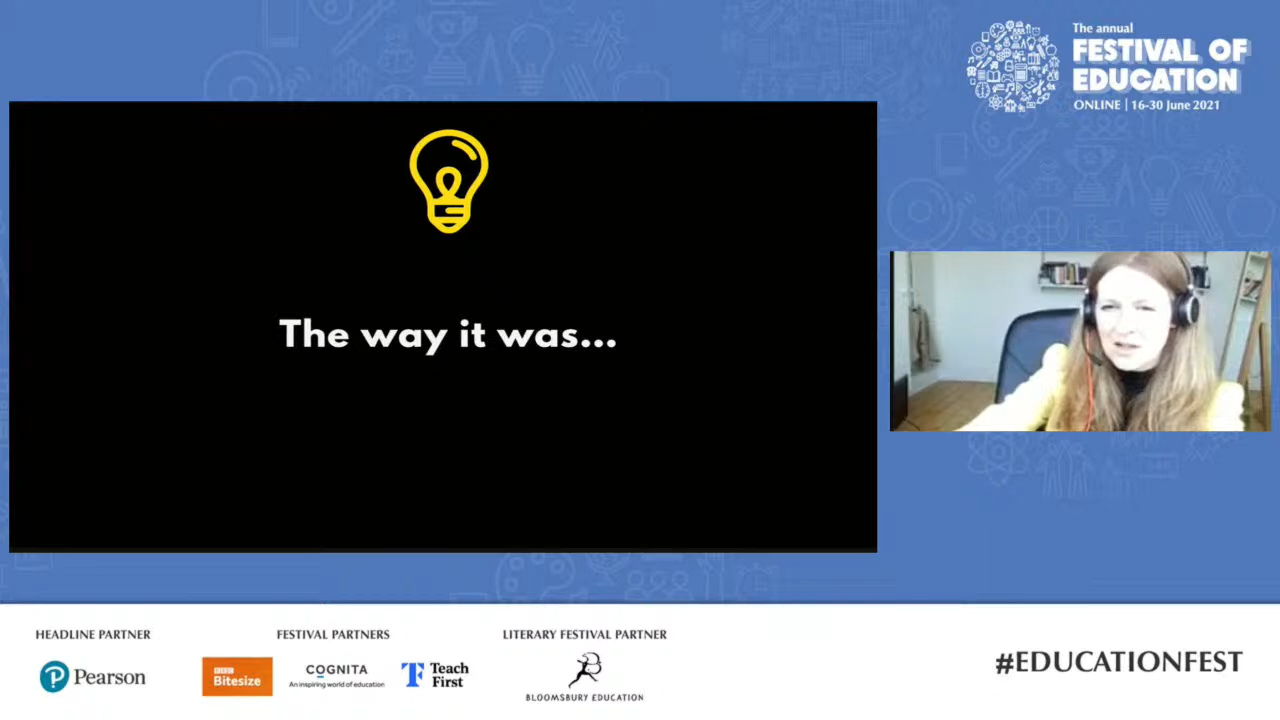 The annual
FESTIVAL OF
EDUCATION
ONLINE | 16-30 June 2021
The way it was...
HEADLINE PARTNER
FESTIVAL PARTNERS
LITERARY FESTIVAL PARTNER
Pearson
BBC
Bitesize
COGNITA
An inspiring world of education
Teach
First
BLOOMSBURY EDUCATION
#EDUCATIONFEST